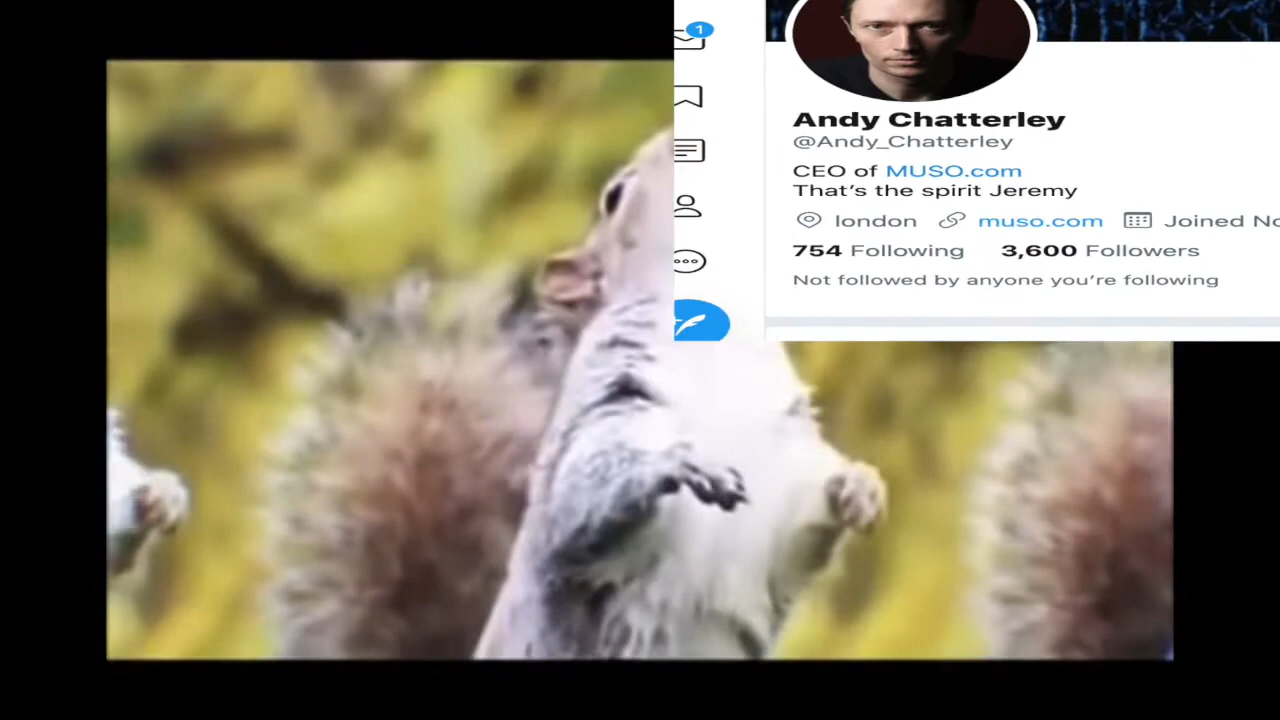 1
Andy Chatterley
@Andy_Chatterley
CEO of MUSO.com
That's the spirit Jeremy
london muso.com Joined
754 Following 3,600 Followers
Not followed by anyone you're following